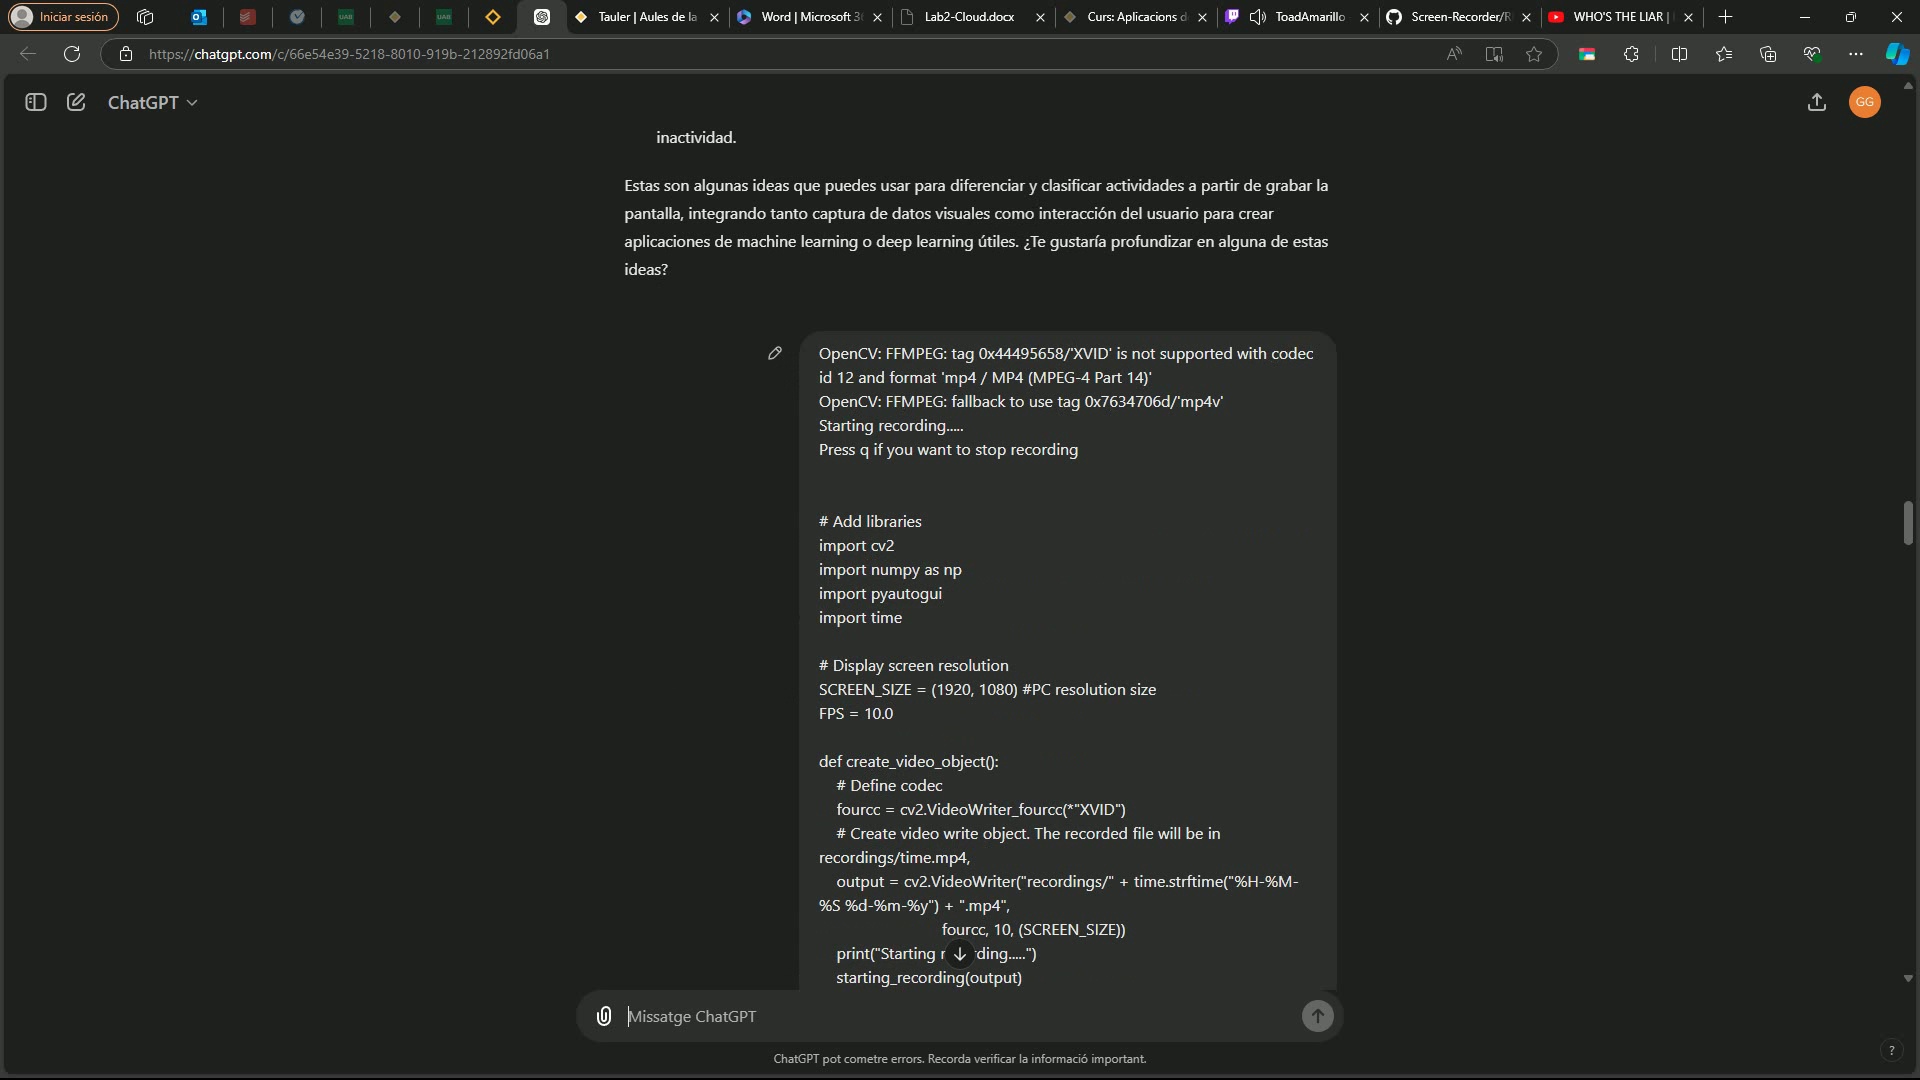 Iniciar sesión
UAB
UAB
Tauler | Aules de la
Word | Microsoft 3
Lab2-Cloud.docx
Curs: Aplicacions d
ToadAmarillo
Screen-Recorder/R
WHO'S THE LIAR |
https://chatgpt.com/c/66e54e39-5218-8010-919b-212892fd06a1
ChatGPT
GG
inactividad.
Estas son algunas ideas que puedes usar para diferenciar y clasificar actividades a partir de grabar la
pantalla, integrando tanto captura de datos visuales como interacción del usuario para crear
aplicaciones de machine learning o deep learning útiles. ¿Te gustaría profundizar en alguna de estas
ideas?
OpenCV: FFMPEG: tag 0x44495658/'XVID' is not supported with codec
id 12 and format 'mp4 / MP4 (MPEG-4 Part 14)'
OpenCV: FFMPEG: fallback to use tag 0x7634706d/'mp4v'
Starting recording.....
Press q if you want to stop recording
# Add libraries
import cv2
import numpy as np
import pyautogui
import time
# Display screen resolution
SCREEN_SIZE = (1920, 1080) #PC resolution size
FPS = 10.0
def create_video_object():
# Define codec
fourcc = cv2.VideoWriter_fourcc(*"XVID")
# Create video write object. The recorded file will be in
recordings/time.mp4,
output = cv2.VideoWriter("recordings/" + time.strftime("%H-%M-
%S %d-%m-%y") + ".mp4",
fourcc, 10, (SCREEN_SIZE))
print("Starting r ding.....")
starting_recording(output)
Missatge ChatGPT
ChatGPT pot cometre errors. Recorda verificar la informació important.
?